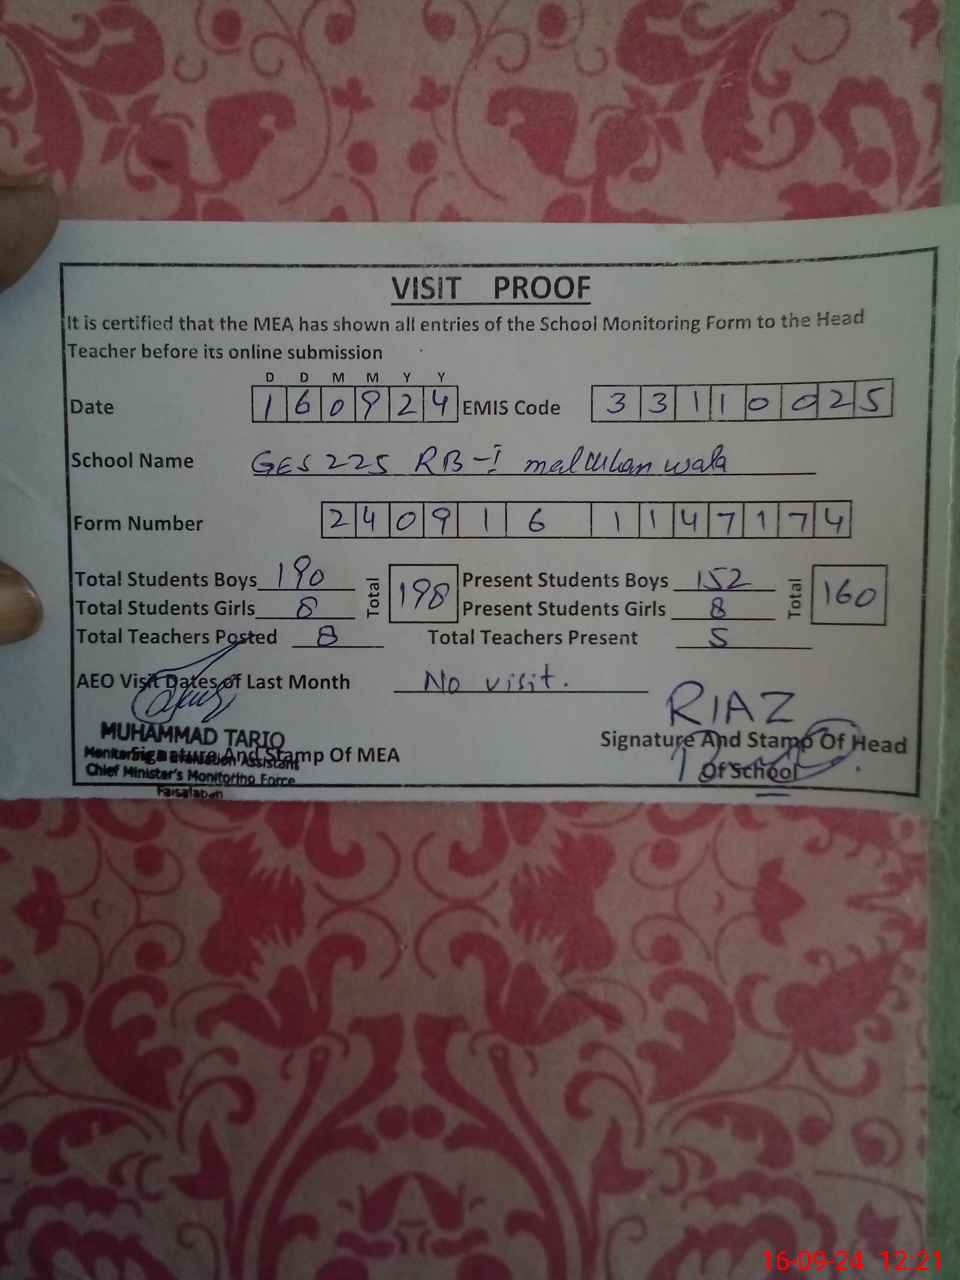 VISIT PROOF
It is certified that the MEA has shown all entries of the School Monitoring Form to the Head
Teacher before its online submission
D D M M Y Y
Date 1 6 0 9 2 4 EMIS Code 3 3 1 1 0 0 2 5
School Name GES 225 RB-I malkhanwala
Form Number 2 4 0 9 1 6 1 1 4 7 1 7 4
Total Students Boys 190 Total 198 Present Students Boys 152 Total 160
Total Students Girls 8 Present Students Girls 8
Total Teachers Posted 8 Total Teachers Present 5
AEO Visit Dates of Last Month No visit.
RIAZ
MUHAMMAD TARIQ
Signature And Stamp Of MEA
Monitoring & Evaluation Assistant
Chief Minister's Monitoring Force
Faisalabad
Signature And Stamp Of Head
Of School
16-09-24 12:21